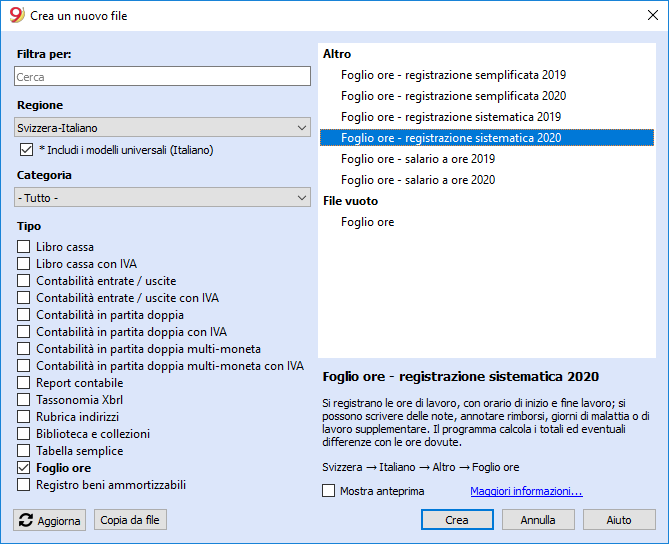 Crea un nuovo file
Filtra per:
Cerca
Regione
Svizzera-Italiano
* Includi i modelli universali (Italiano)
Categoria
- Tutto -
Tipo
Libro cassa
Libro cassa con IVA
Contabilità entrate / uscite
Contabilità entrate / uscite con IVA
Contabilità in partita doppia
Contabilità in partita doppia con IVA
Contabilità in partita doppia multi-moneta
Contabilità in partita doppia multi-moneta con IVA
Report contabile
Tassonomia Xbrl
Rubrica indirizzi
Biblioteca e collezioni
Tabella semplice
Foglio ore
Registro beni ammortizzabili
Aggiorna
Copia da file
Altro
Foglio ore - registrazione semplificata 2019
Foglio ore - registrazione semplificata 2020
Foglio ore - registrazione sistematica 2019
Foglio ore - registrazione sistematica 2020
Foglio ore - salario a ore 2019
Foglio ore - salario a ore 2020
File vuoto
Foglio ore
Foglio ore - registrazione sistematica 2020
Si registrano le ore di lavoro, con orario di inizio e fine lavoro; si
possono scrivere delle note, annotare rimborsi, giorni di malattia o di
lavoro supplementare. Il programma calcola i totali ed eventuali
differenze con le ore dovute.
Svizzera → Italiano → Altro → Foglio ore
Mostra anteprima
Maggiori informazioni...
Crea
Annulla
Aiuto